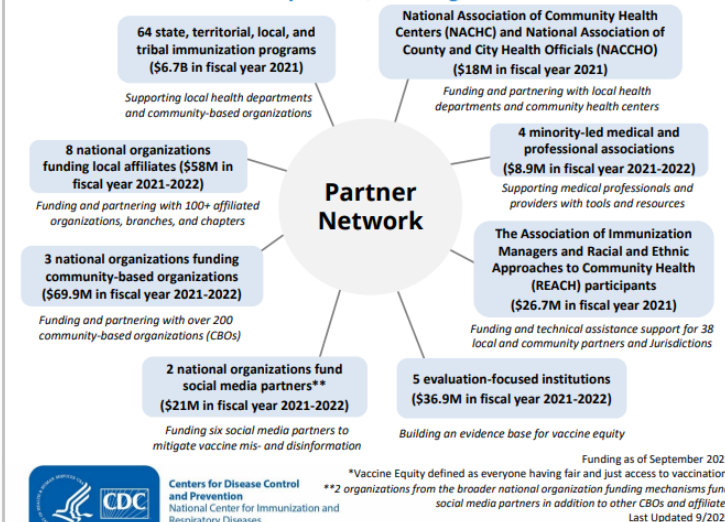 64 state, territorial, local, and
tribal immunization programs
($6.7B in fiscal year 2021)
Supporting local health departments
and community-based organizations
National Association of Community Health
Centers (NACHC) and National Association of
County and City Health Officials (NACCHO)
($18M in fiscal year 2021)
Funding and partnering with local health
departments and community health centers
8 national organizations
funding local affiliates ($58M in
fiscal year 2021-2022)
Funding and partnering with 100+ affiliated
organizations, branches, and chapters
4 minority-led medical and
professional associations
($8.9M in fiscal year 2021-2022)
Supporting medical professionals and
providers with tools and resources
Partner
Network
3 national organizations funding
community-based organizations
($69.9M in fiscal year 2021-2022)
Funding and partnering with over 200
community-based organizations (CBOs)
The Association of Immunization
Managers and Racial and Ethnic
Approaches to Community Health
(REACH) participants
($26.7M in fiscal year 2021)
Funding and technical assistance support for 38
local and community partners and Jurisdictions
2 national organizations fund
social media partners**
($21M in fiscal year 2021-2022)
Funding six social media partners to
mitigate vaccine mis- and disinformation
5 evaluation-focused institutions
($36.9M in fiscal year 2021-2022)
Building an evidence base for vaccine equity
Funding as of September 202
*Vaccine Equity defined as everyone having fair and just access to vaccination
**2 organizations from the broader national organization funding mechanisms fun
social media partners in addition to other CBOs and affiliate
Last Updated 9/202
CDC
Centers for Disease Control
and Prevention
National Center for Immunization and
Respiratory Diseases